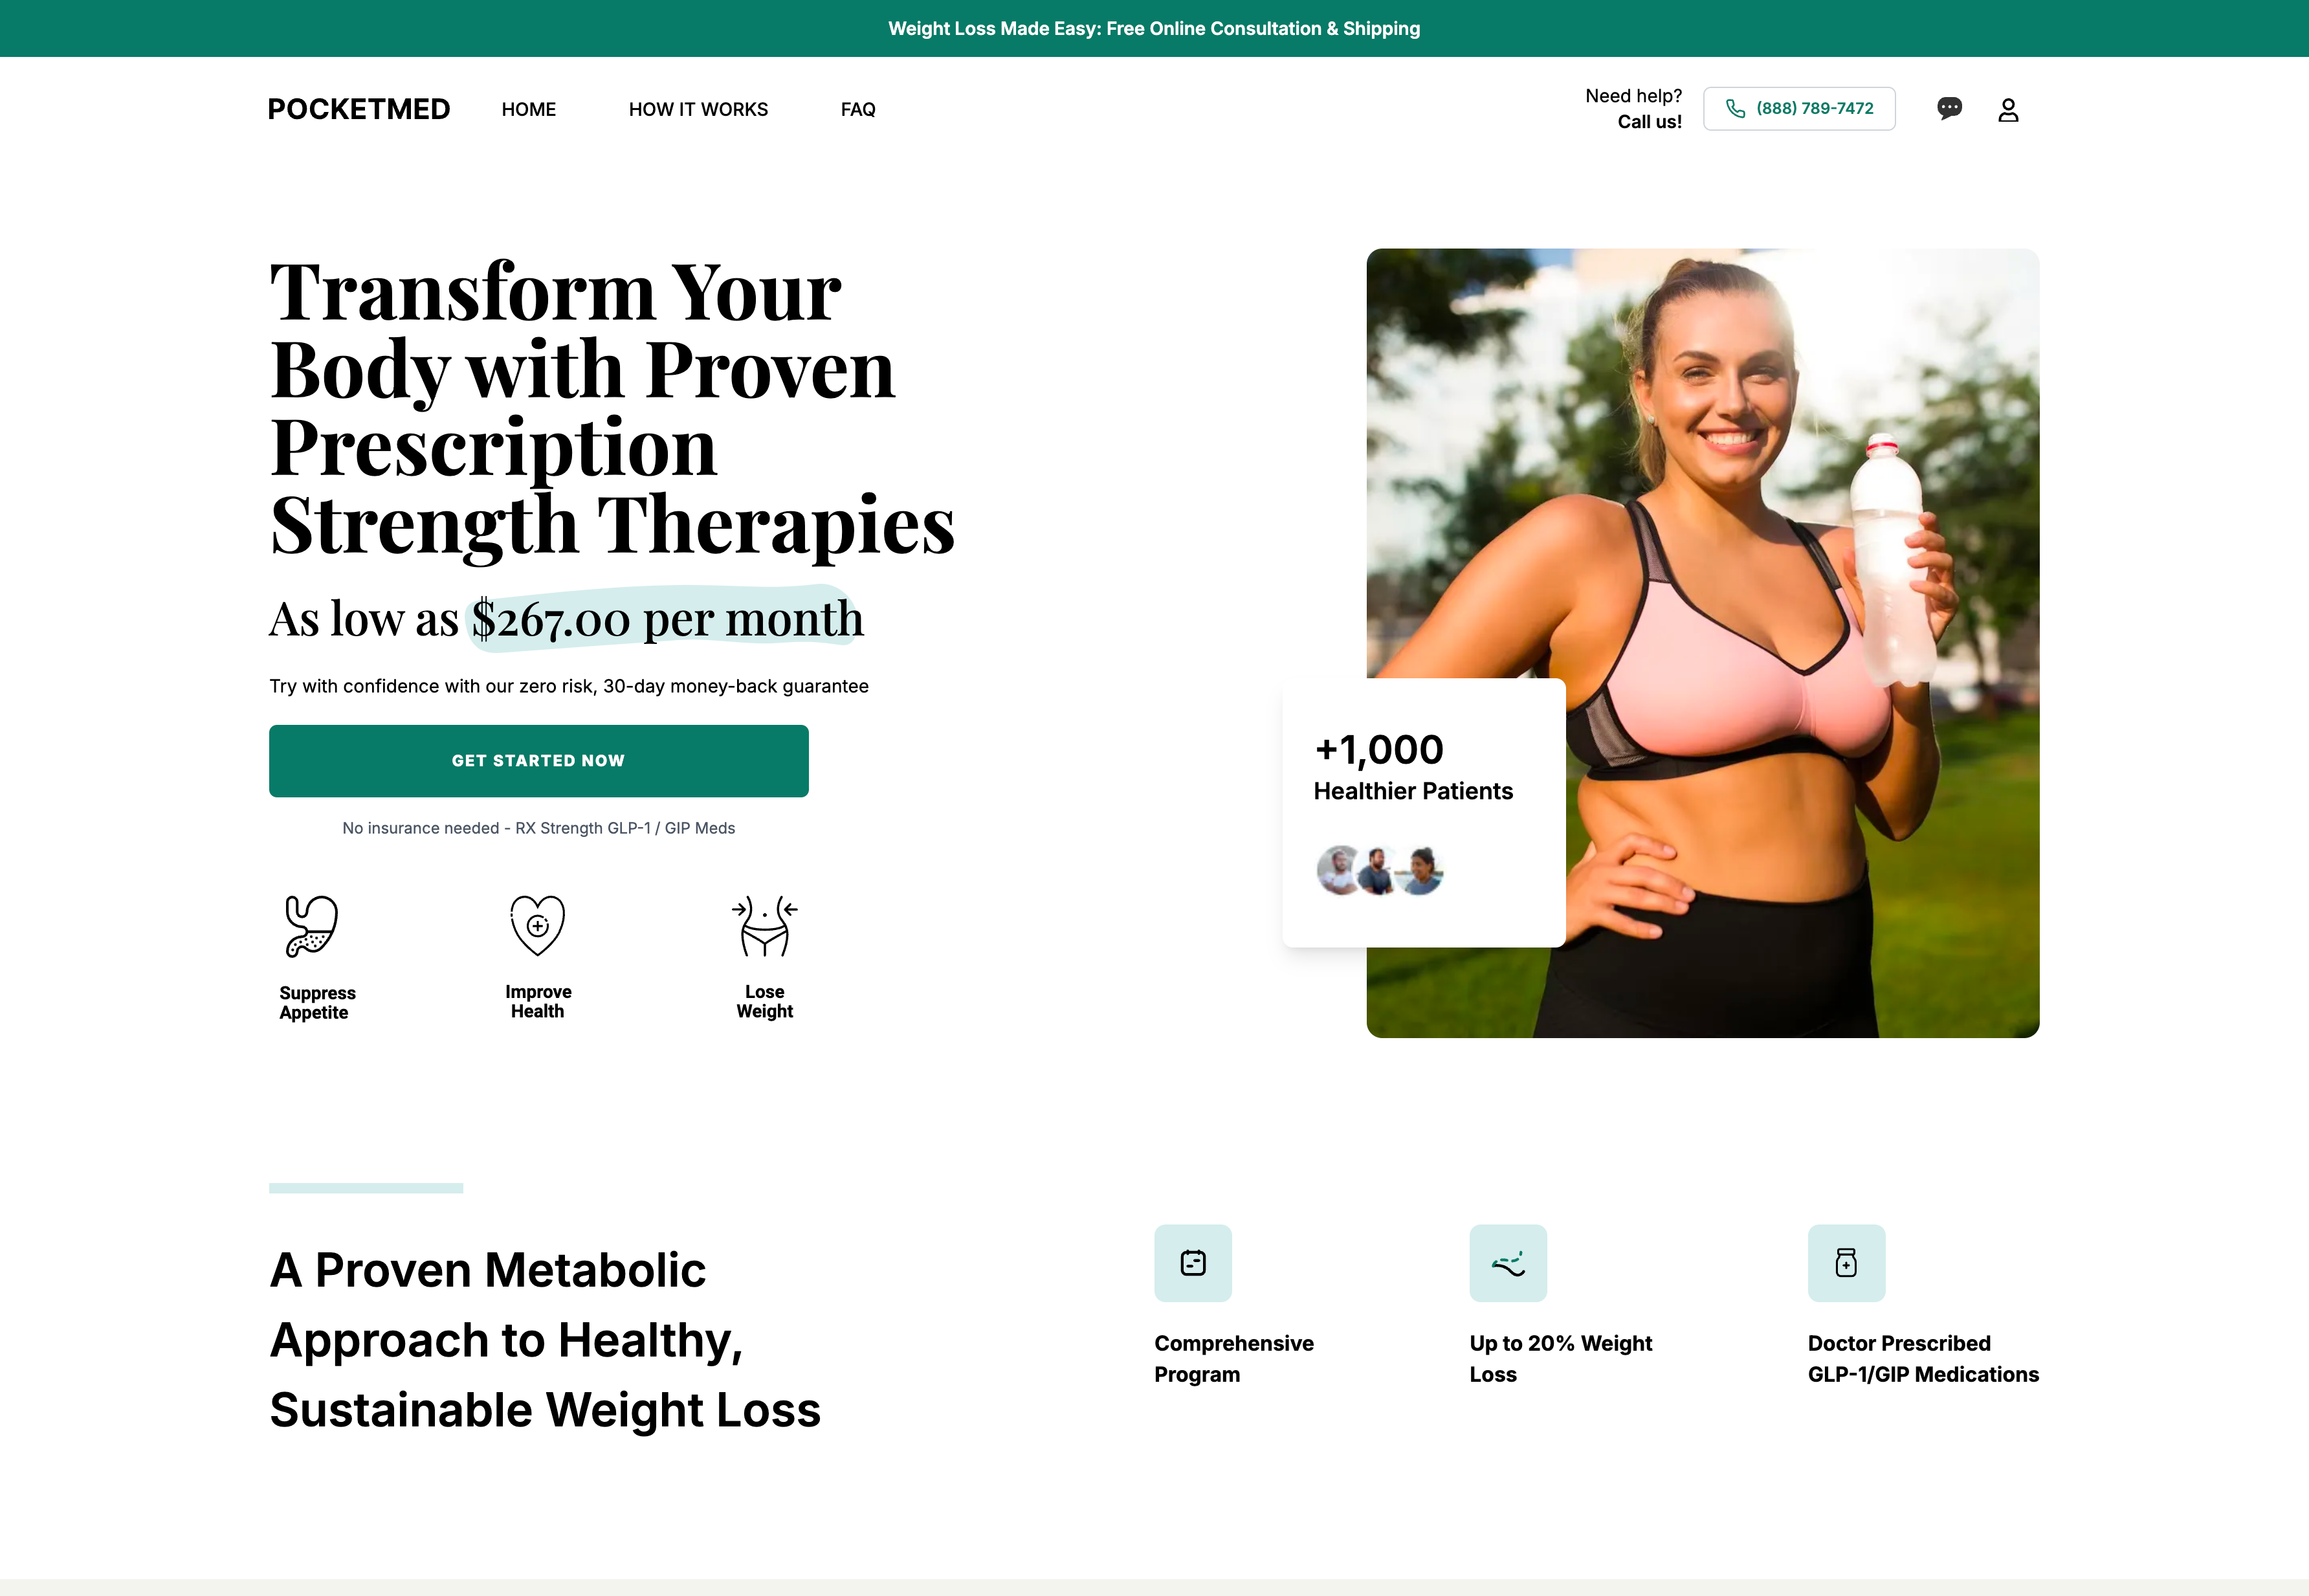 Weight Loss Made Easy: Free Online Consultation & Shipping
POCKETMED
HOME
HOW IT WORKS
FAQ
Need help?
Call us!
(888) 789-7472
Transform Your
Body with Proven
Prescription
Strength Therapies
As low as $267.00 per month
Try with confidence with our zero risk, 30-day money-back guarantee
GET STARTED NOW
No insurance needed - RX Strength GLP-1 / GIP Meds
Suppress
Appetite
Improve
Health
Lose
Weight
+1,000
Healthier Patients
A Proven Metabolic
Approach to Healthy,
Sustainable Weight Loss
Comprehensive
Program
Up to 20% Weight
Loss
Doctor Prescribed
GLP-1/GIP Medications